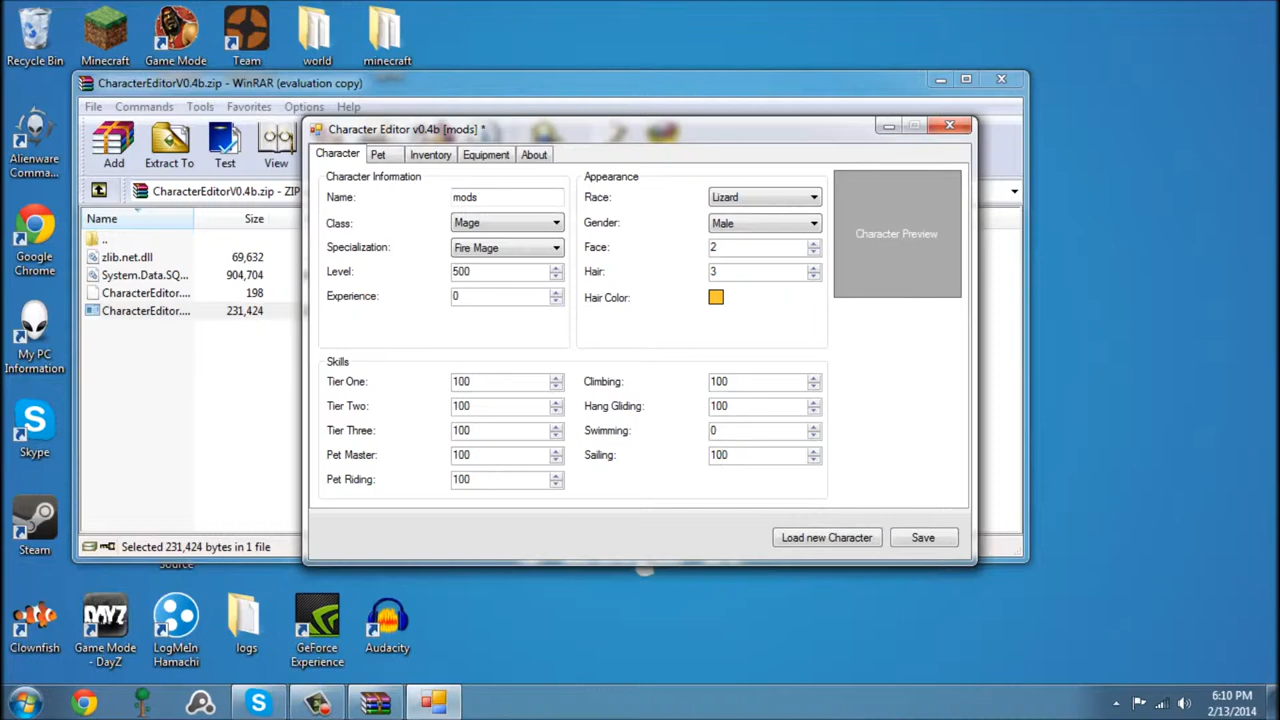 Recycle Bin
Minecraft
Game Mode
Team
world
minecraft
Alienware
Comma...
Google
Chrome
My PC
Information
Skype
Steam
CharacterEditorV0.4b.zip - WinRAR (evaluation copy)
File Commands Tools Favorites Options Help
Add
Extract To
Test
View
CharacterEditorV0.4b.zip - ZIP
Name Size
..
zlib.net.dll 69,632
System.Data.SQ... 904,704
CharacterEditor.... 198
CharacterEditor.... 231,424
Selected 231,424 bytes in 1 file
Source
Character Editor v0.4b [mods] *
Character Pet Inventory Equipment About
Character Information
Name: mods
Class: Mage
Specialization: Fire Mage
Level: 500
Experience: 0
Appearance
Race: Lizard
Gender: Male
Face: 2
Hair: 3
Hair Color:
Character Preview
Skills
Tier One: 100
Tier Two: 100
Tier Three: 100
Pet Master: 100
Pet Riding: 100
Climbing: 100
Hang Gliding: 100
Swimming: 0
Sailing: 100
Load new Character
Save
Clownfish
DAYZ
Game Mode
- DayZ
LogMeIn
Hamachi
logs
GeForce
Experience
Audacity
6:10 PM
2/13/2014